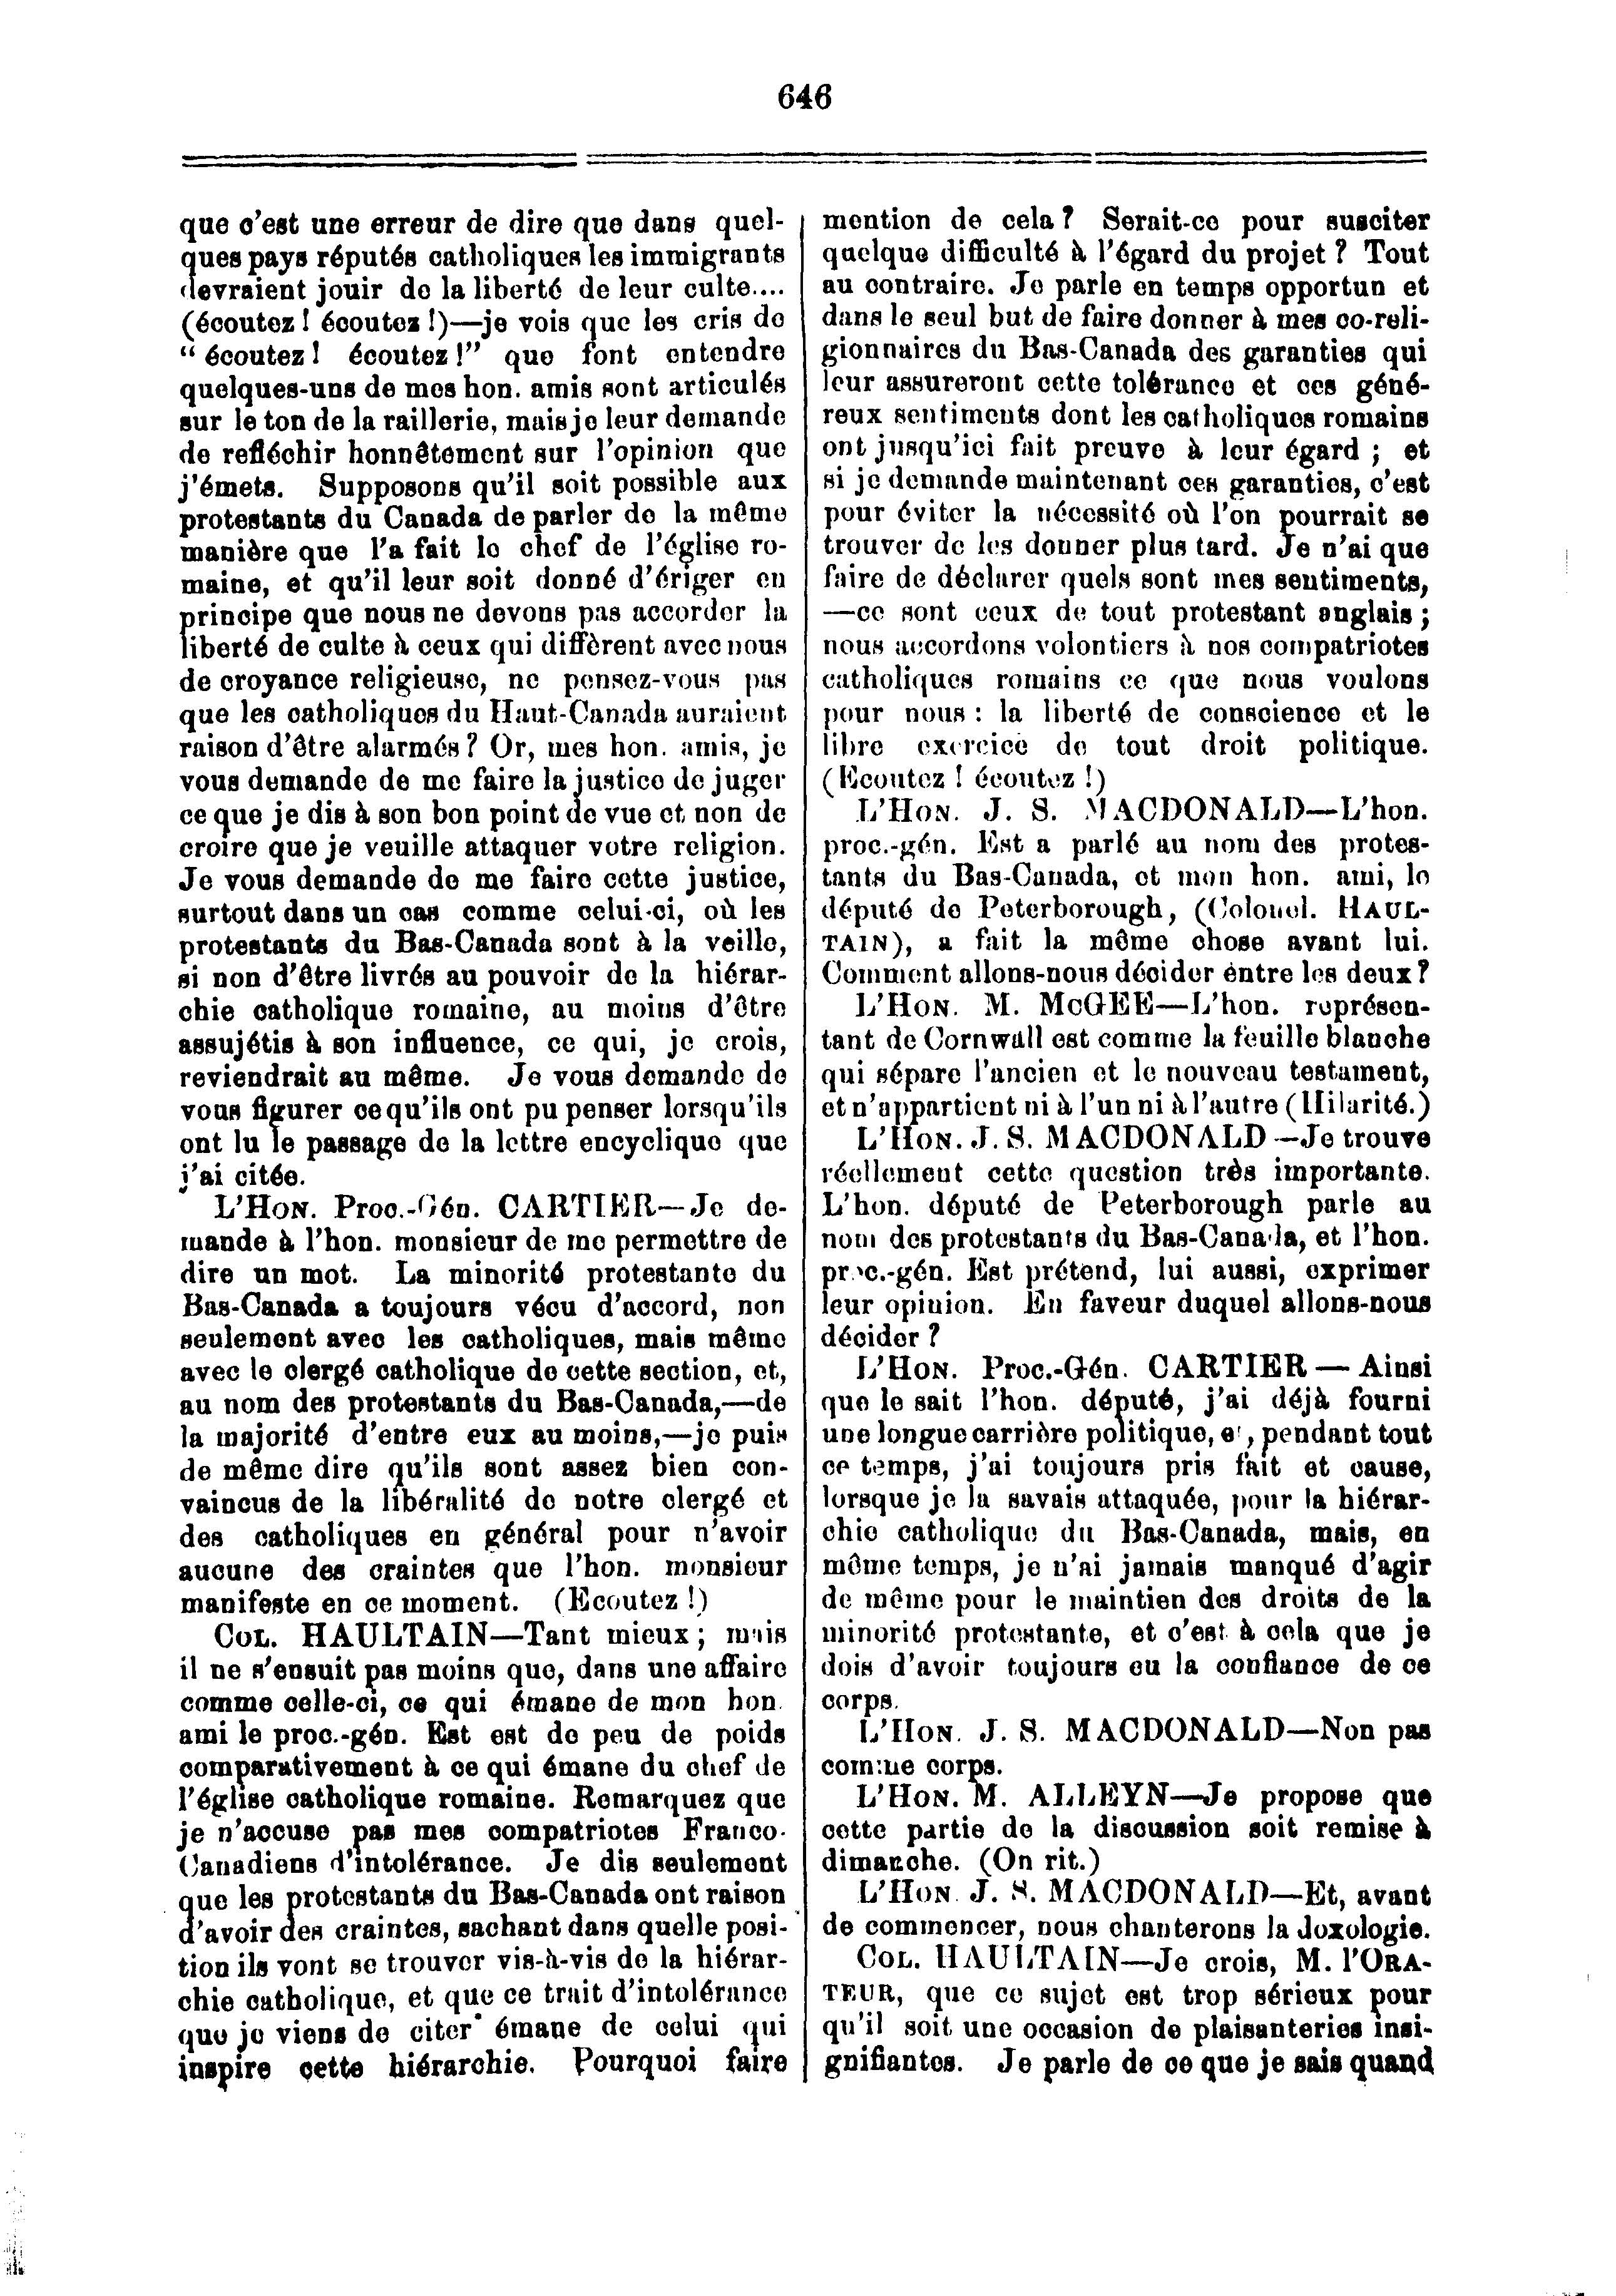 646
que c'est une erreur de dire que dans quel-
ques pays réputés catholiques les immigrants
devraient jouir de la liberté de leur culte....
(écoutez ! écoutez !)—je vois que les cris de
“ écoutez ! écoutez !” que font entendre
quelques-uns de mes hon. amis sont articulés
sur le ton de la raillerie, mais je leur demande
de refléchir honnêtement sur l'opinion que
j'émets. Supposons qu'il soit possible aux
protestants du Canada de parler de la même
manière que l'a fait le chef de l'église ro-
maine, et qu'il leur soit donné d'ériger en
principe que nous ne devons pas accorder la
liberté de culte à ceux qui diffèrent avec nous
de croyance religieuse, ne pensez-vous pas
que les catholiques du Haut-Canada auraient
raison d'être alarmés ? Or, mes hon. amis, je
vous demande de me faire la justice de juger
ce que je dis à son bon point de vue et non de
croire que je veuille attaquer votre religion.
Je vous demande de me faire cette justice,
surtout dans un cas comme celui-ci, où les
protestants du Bas-Canada sont à la veille,
si non d'être livrés au pouvoir de la hiérar-
chie catholique romaine, au moins d'être
assujétis à son influence, ce qui, je crois,
reviendrait au même. Je vous demande de
vous figurer ce qu'ils ont pu penser lorsqu'ils
ont lu le passage de la lettre encyclique que
j'ai citée.
L'HON. Proc.-Gén. CARTIER—Je de-
mande à l'hon. monsieur de me permettre de
dire un mot. La minorité protestante du
Bas-Canada a toujours vécu d'accord, non
seulement avec les catholiques, mais même
avec le clergé catholique de cette section, et,
au nom des protestants du Bas-Canada,—de
la majorité d'entre eux au moins,—je puis
de même dire qu'ils sont assez bien con-
vaincus de la libéralité de notre clergé et
des catholiques en général pour n'avoir
aucune des craintes que l'hon. monsieur
manifeste en ce moment. (Ecoutez !)
COL. HAULTAIN—Tant mieux ; mais
il ne s'ensuit pas moins que, dans une affaire
comme celle-ci, ce qui émane de mon hon.
ami le proc.-gén. Est est de peu de poids
comparativement à ce qui émane du chef de
l'église catholique romaine. Remarquez que
je n'accuse pas mes compatriotes Franco-
Canadiens d'intolérance. Je dis seulement
que les protestants du Bas-Canada ont raison
d'avoir des craintes, sachant dans quelle posi-
tion ils vont se trouver vis-à-vis de la hiérar-
chie catholique, et que ce trait d'intolérance
que je viens de citer émane de celui qui
inspire cette hiérarchie. Pourquoi faire
mention de cela ? Serait-ce pour susciter
quelque difficulté à l'égard du projet ? Tout
au contraire. Je parle en temps opportun et
dans le seul but de faire donner à mes co-reli-
gionnaires du Bas-Canada des garanties qui
leur assureront cette tolérance et ces géné-
reux sentiments dont les catholiques romains
ont jusqu'ici fait preuve à leur égard ; et
si je demande maintenant ces garanties, c'est
pour éviter la nécessité où l'on pourrait se
trouver de les donner plus tard. Je n'ai que
faire de déclarer quels sont mes sentiments,
—ce sont ceux de tout protestant anglais ;
nous accordons volontiers à nos compatriotes
catholiques romains ce que nous voulons
pour nous : la liberté de conscience et le
libre exercice de tout droit politique.
(Ecoutez ! écoutez !)
L'HON. J. S. MACDONALD—L'hon.
proc.-gén. Est a parlé au nom des protes-
tants du Bas-Canada, et mon hon. ami, le
député de Peterborough, (Colonel. HAUL-
TAIN), a fait la même chose avant lui.
Comment allons-nous décider entre les deux ?
L'HON. M. MCGEE—L'hon. représen-
tant de Cornwall est comme la feuille blanche
qui sépare l'ancien et le nouveau testament,
et n'appartient ni à l'un ni à l'autre (Hilarité.)
L'HON. J. S. MACDONALD—Je trouve
réellement cette question très importante.
L'hon. député de Peterborough parle au
nom des protestants du Bas-Canada, et l'hon.
proc.-gén. Est prétend, lui aussi, exprimer
leur opinion. En faveur duquel allons-nous
décider ?
L'HON. Proc.-Gén. CARTIER — Ainsi
que le sait l'hon. député, j'ai déjà fourni
une longue carrière politique, et, pendant tout
ce temps, j'ai toujours pris fait et cause,
lorsque je la savais attaquée, pour la hiérar-
chie catholique du Bas-Canada, mais, en
même temps, je n'ai jamais manqué d'agir
de même pour le maintien des droits de la
minorité protestante, et c'est à cela que je
dois d'avoir toujours eu la confiance de ce
corps.
L'HON. J. S. MACDONALD—Non pas
comme corps.
L'HON. M. ALLEYN—Je propose que
cette partie de la discussion soit remise à
dimanche. (On rit.)
L'HON. J. S. MACDONALD—Et, avant
de commencer, nous chanterons la doxologie.
COL. HAULTAIN—Je crois, M. l'ORA-
TEUR, que ce sujet est trop sérieux pour
qu'il soit une occasion de plaisanteries insi-
gnifiantes. Je parle de ce que je sais quand